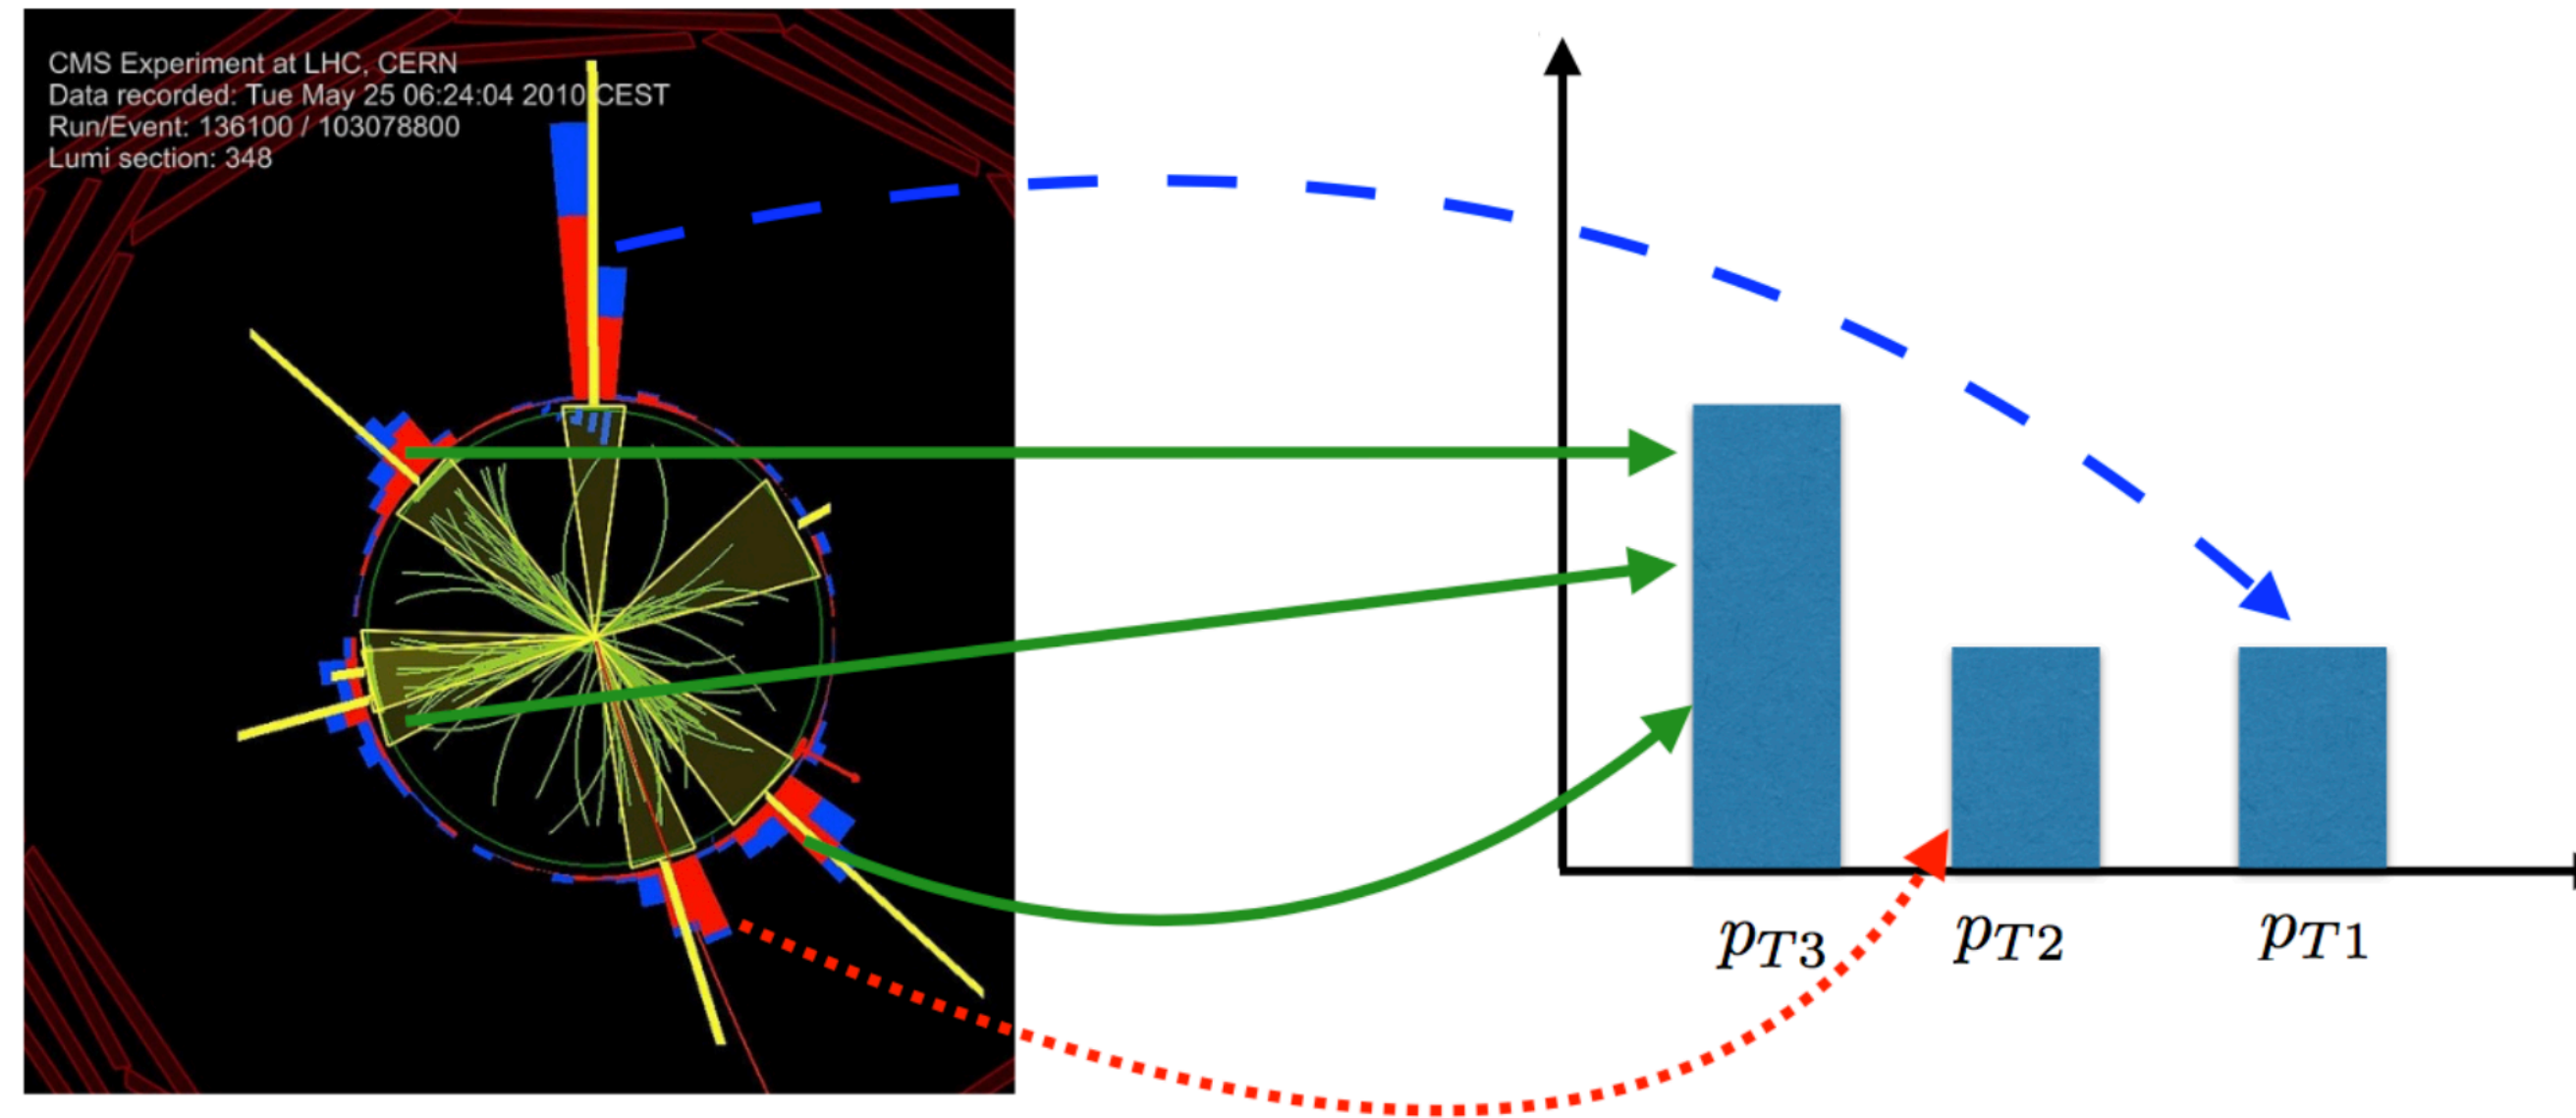 CMS Experiment at LHC, CERN
Data recorded: Tue May 25 06:24:04 2010 CEST
Run/Event: 136100 / 103078800
Lumi section: 348
pT3 pT2 pT1